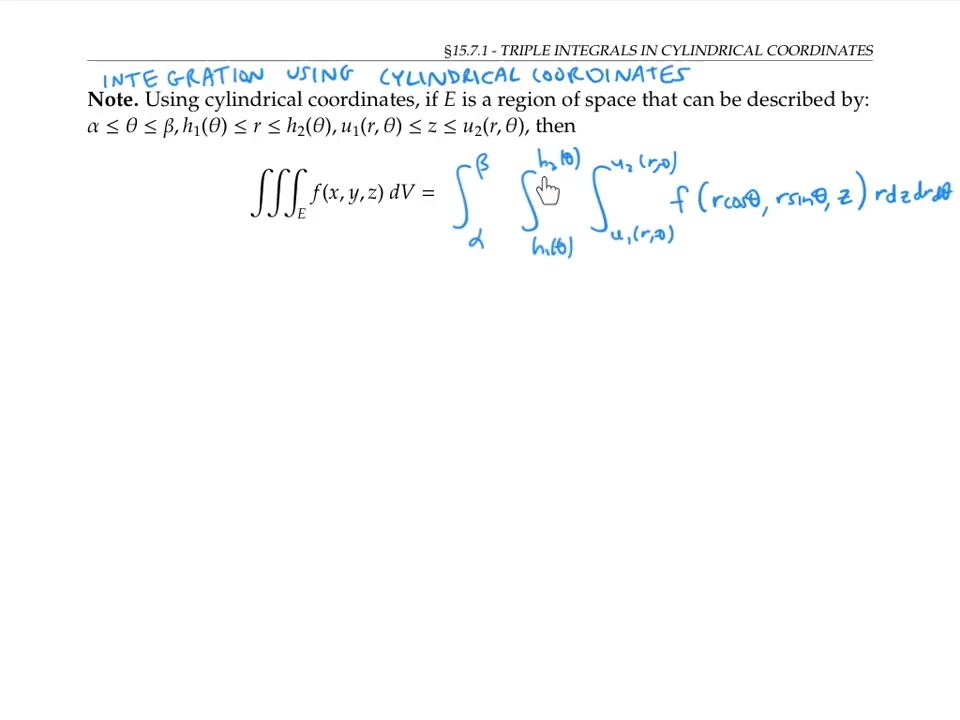 §15.7.1 - TRIPLE INTEGRALS IN CYLINDRICAL COORDINATES
INTEGRATION USING CYLINDRICAL COORDINATES
Note. Using cylindrical coordinates, if E is a region of space that can be described by:
α ≤ θ ≤ β, h₁(θ) ≤ r ≤ h₂(θ), u₁(r, θ) ≤ z ≤ u₂(r, θ), then
∭_E f(x, y, z) dV = ∫_α^β ∫_{h₁(θ)}^{h₂(θ)} ∫_{u₁(r,θ)}^{u₂(r,θ)} f(rcosθ, rsinθ, z) r dz dr dθ